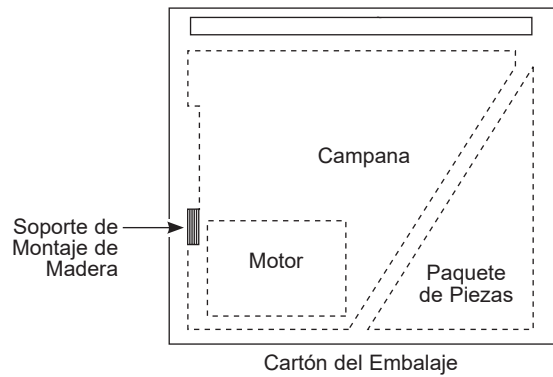 Campana
Soporte de
Montaje de
Madera
Motor
Paquete
de Piezas
Cartón del Embalaje